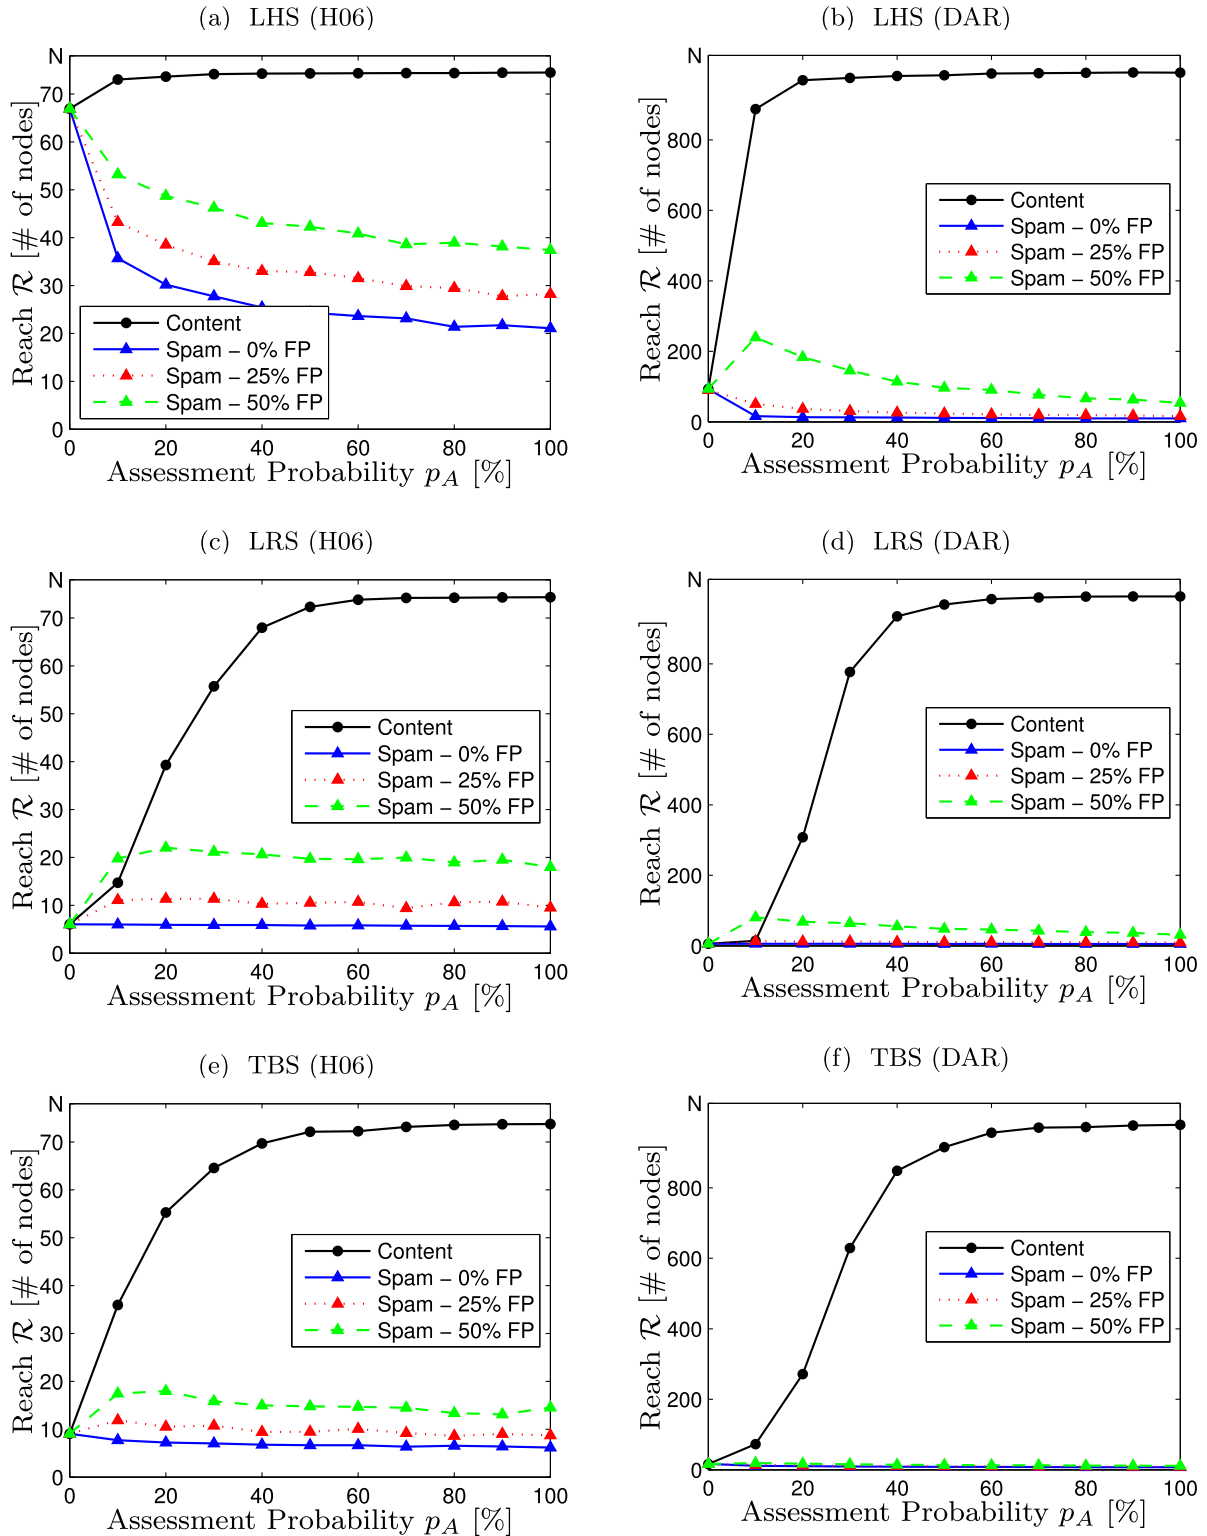 (a) LHS (H06)
N
70
60
50
40
30
20
10
0
0 20 40 60 80 100
Reach R [# of nodes]
Assessment Probability pA [%]
Content
Spam – 0% FP
Spam – 25% FP
Spam – 50% FP
(b) LHS (DAR)
N
800
600
400
200
0
0 20 40 60 80 100
Reach R [# of nodes]
Assessment Probability pA [%]
Content
Spam – 0% FP
Spam – 25% FP
Spam – 50% FP
(c) LRS (H06)
N
70
60
50
40
30
20
10
0
0 20 40 60 80 100
Reach R [# of nodes]
Assessment Probability pA [%]
Content
Spam – 0% FP
Spam – 25% FP
Spam – 50% FP
(d) LRS (DAR)
N
800
600
400
200
0
0 20 40 60 80 100
Reach R [# of nodes]
Assessment Probability pA [%]
Content
Spam – 0% FP
Spam – 25% FP
Spam – 50% FP
(e) TBS (H06)
N
70
60
50
40
30
20
10
0
0 20 40 60 80 100
Reach R [# of nodes]
Assessment Probability pA [%]
Content
Spam – 0% FP
Spam – 25% FP
Spam – 50% FP
(f) TBS (DAR)
N
800
600
400
200
0
0 20 40 60 80 100
Reach R [# of nodes]
Assessment Probability pA [%]
Content
Spam – 0% FP
Spam – 25% FP
Spam – 50% FP